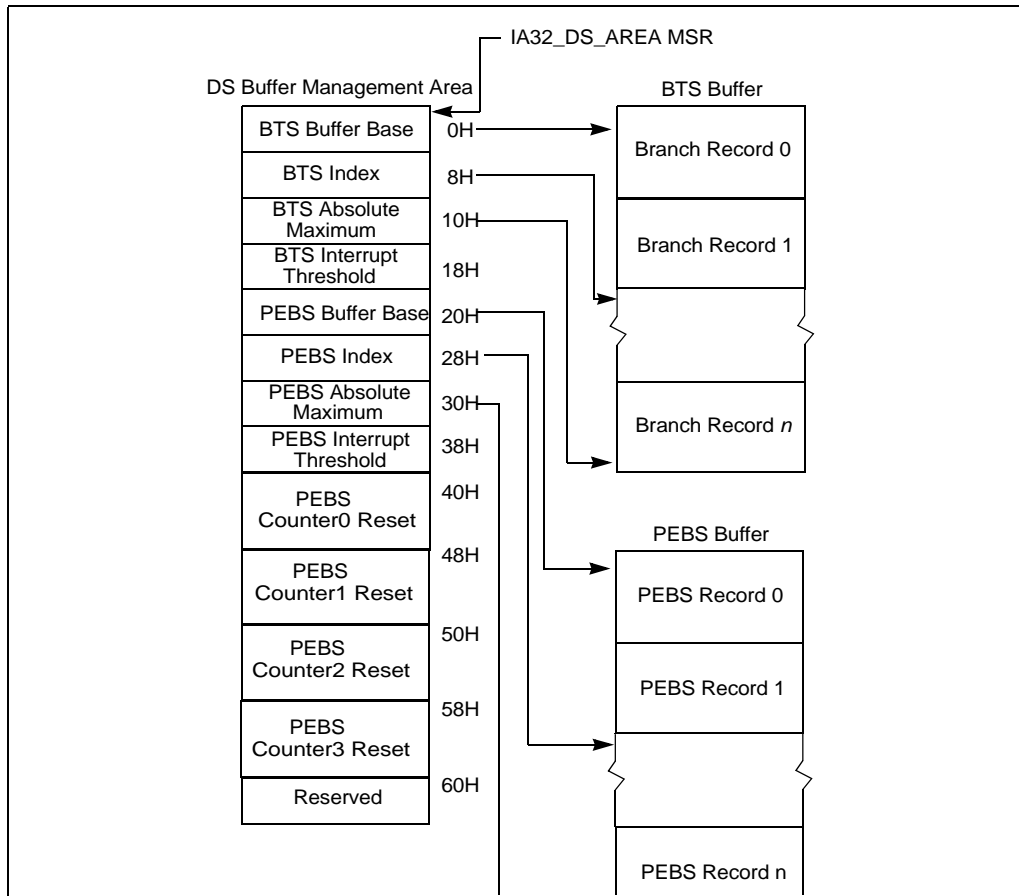 IA32_DS_AREA MSR
DS Buffer Management Area
BTS Buffer Base
0H
BTS Index
8H
BTS Absolute
Maximum
10H
BTS Interrupt
Threshold
18H
PEBS Buffer Base
20H
PEBS Index
28H
PEBS Absolute
Maximum
30H
PEBS Interrupt
Threshold
38H
PEBS
Counter0 Reset
40H
PEBS
Counter1 Reset
48H
PEBS
Counter2 Reset
50H
PEBS
Counter3 Reset
58H
Reserved
60H
BTS Buffer
Branch Record 0
Branch Record 1
Branch Record n
PEBS Buffer
PEBS Record 0
PEBS Record 1
PEBS Record n